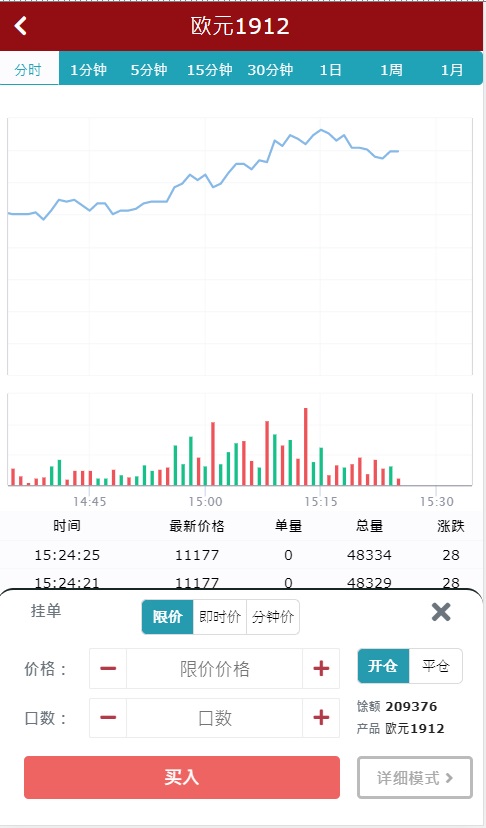 欧元1912
分时 1分钟 5分钟 15分钟 30分钟 1日 1周 1月
14:45 15:00 15:15 15:30
时间 最新价格 单量 总量 涨跌
15:24:25 11177 0 48334 28
15:24:21 11177 0 48329 28
挂单 限价 即时价 分钟价
价格： 限价价格 开仓 平仓
口数： 口数
馀额 209376
产品 欧元1912
买入 详细模式